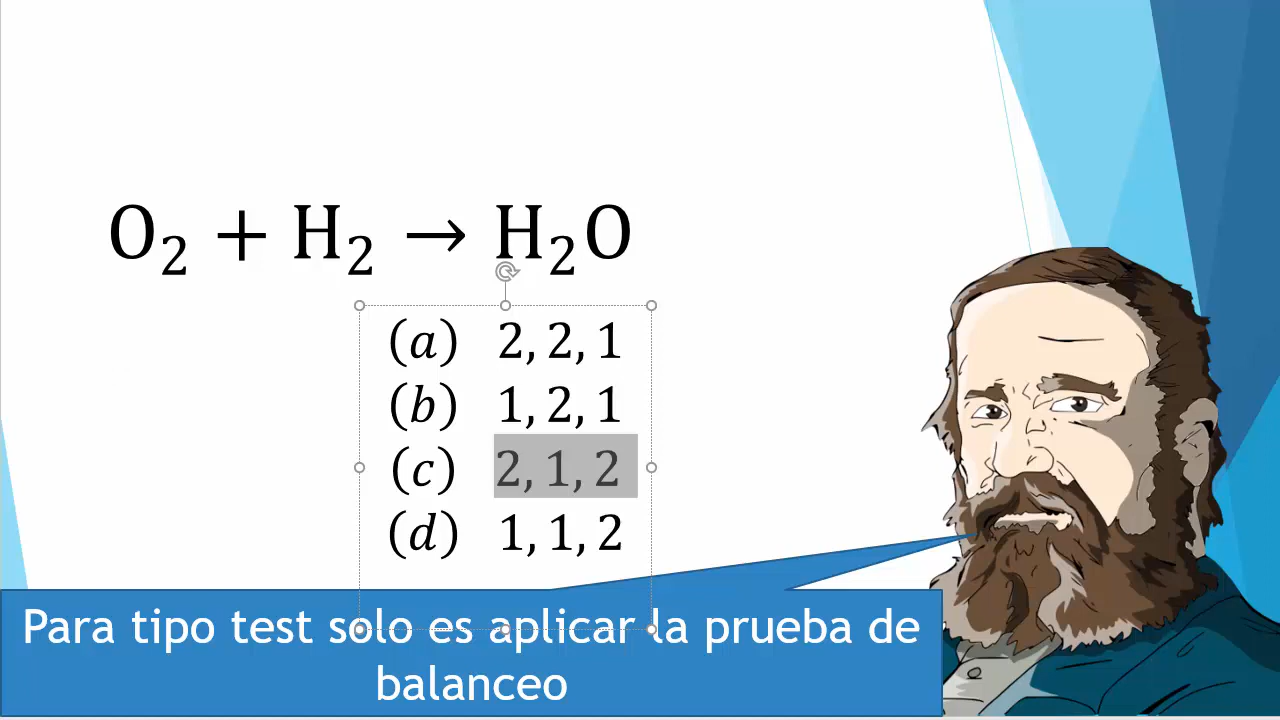 O₂ + H₂ → H₂O
(a) 2, 2, 1
(b) 1, 2, 1
(c) 2, 1, 2
(d) 1, 1, 2
Para tipo test solo es aplicar la prueba de
balanceo